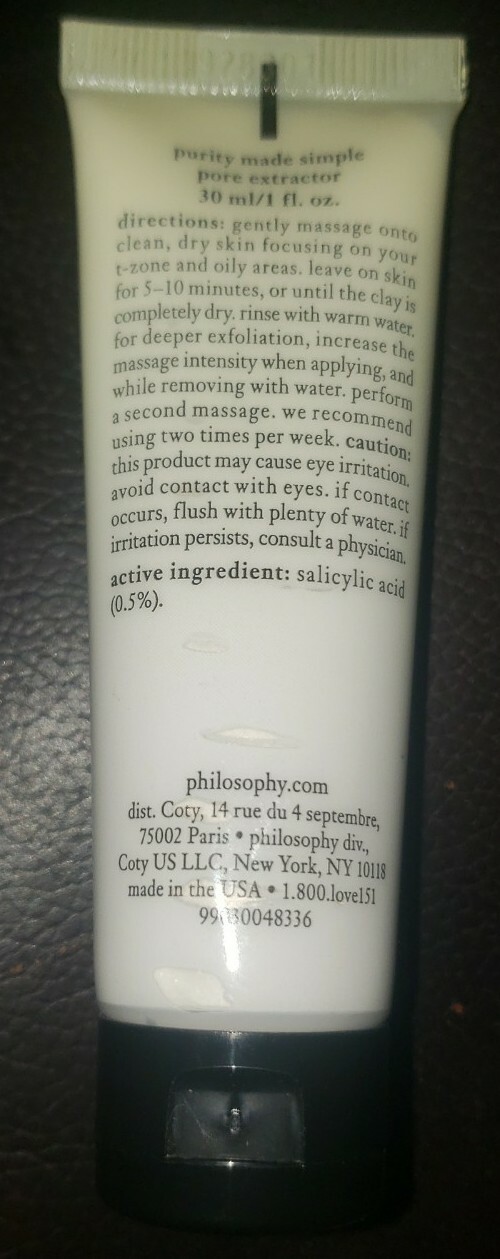 purity made simple
pore extractor
30 ml/1 fl. oz.
directions: gently massage onto
clean, dry skin focusing on your
t-zone and oily areas. leave on skin
for 5–10 minutes, or until the clay is
completely dry. rinse with warm water.
for deeper exfoliation, increase the
massage intensity when applying, and
while removing with water. perform
a second massage. we recommend
using two times per week. caution:
this product may cause eye irritation.
avoid contact with eyes. if contact
occurs, flush with plenty of water. if
irritation persists, consult a physician.
active ingredient: salicylic acid
(0.5%).
philosophy.com
dist. Coty, 14 rue du 4 septembre,
75002 Paris • philosophy div.,
Coty US LLC, New York, NY 10118
made in the USA • 1.800.love151